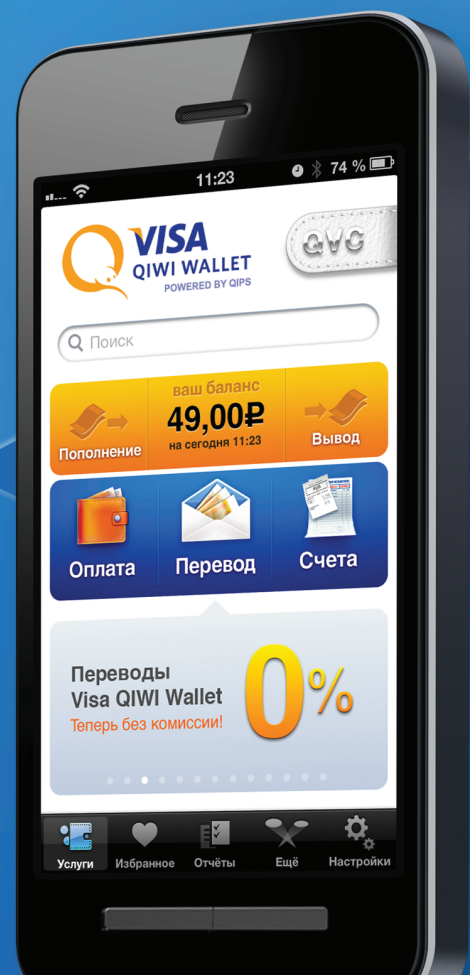 11:23
74 %
VISA
QIWI WALLET
POWERED BY QIPS
QVC
Поиск
Пополнение
ваш баланс
49,00₽
на сегодня 11:23
Вывод
Оплата
Перевод
Счета
Переводы
Visa QIWI Wallet
Теперь без комиссии!
0%
Услуги
Избранное
Отчёты
Ещё
Настройки